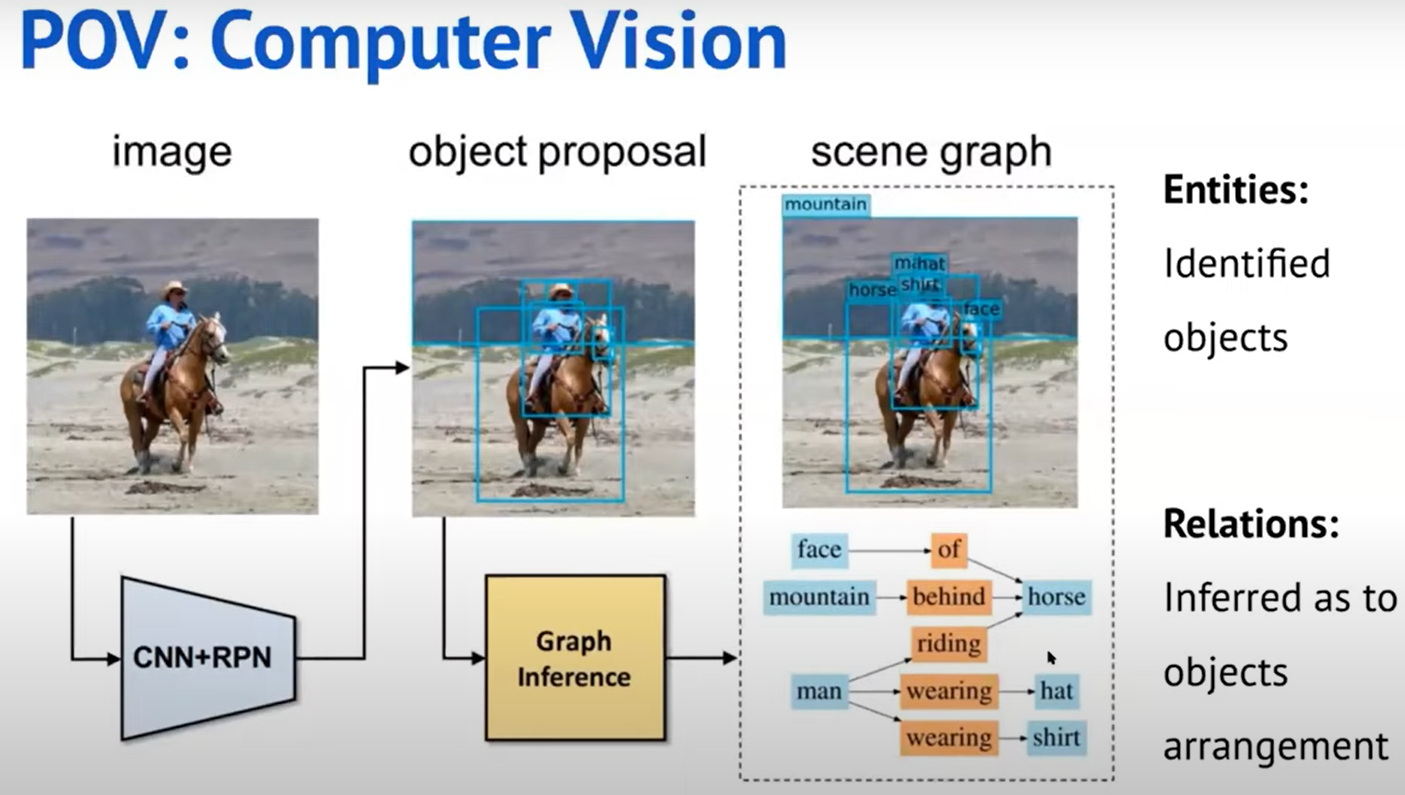 POV: Computer Vision
image
object proposal
scene graph
mountain
hat
shirt
horse
face
CNN+RPN
Graph
Inference
face of
mountain behind horse
riding
man wearing hat
wearing shirt
Entities:
Identified
objects
Relations:
Inferred as to
objects
arrangement